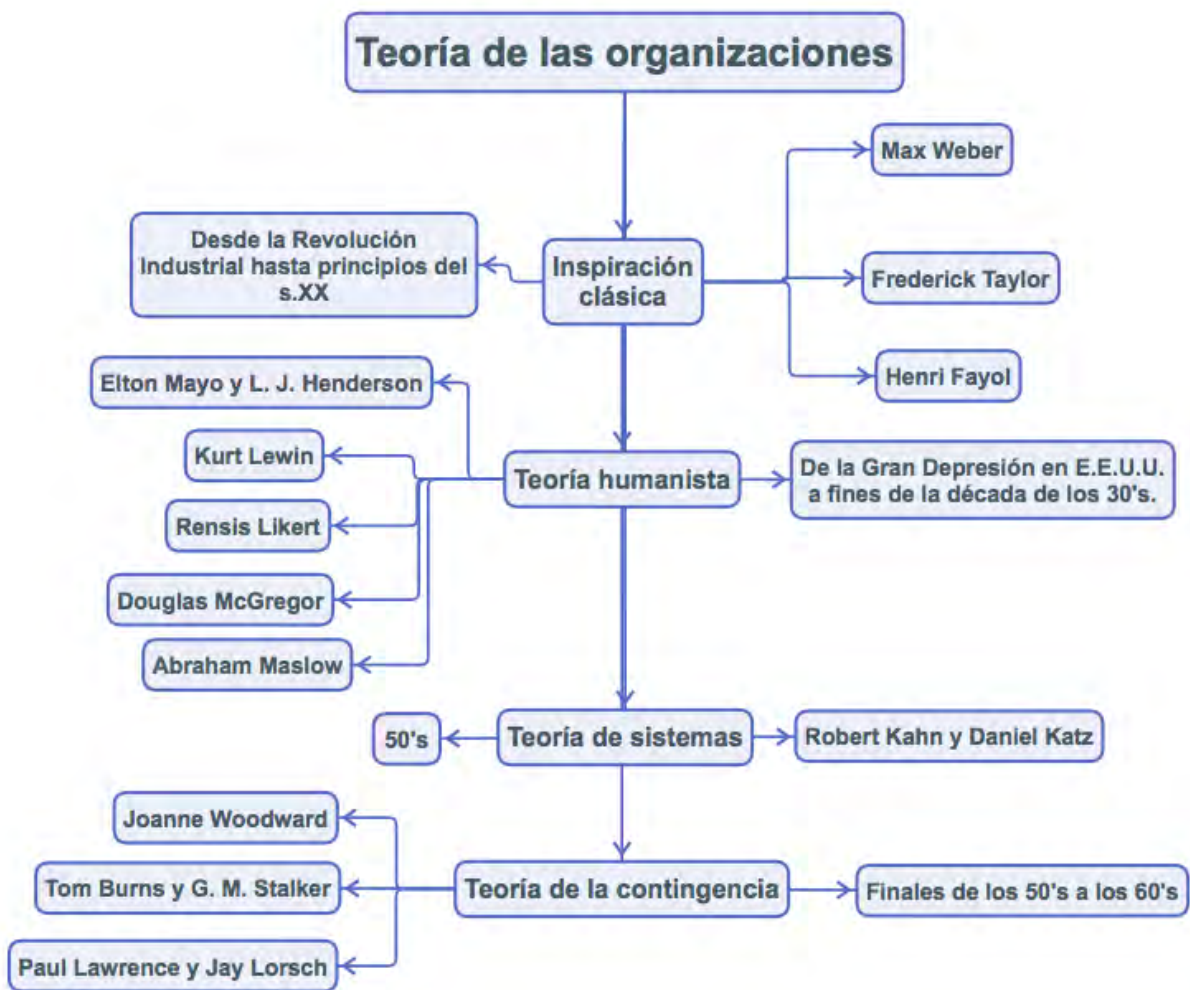 Teoría de las organizaciones
Max Weber
Desde la Revolución
Industrial hasta principios del
s.XX
Inspiración
clásica
Frederick Taylor
Henri Fayol
Elton Mayo y L. J. Henderson
Kurt Lewin
Teoría humanista
De la Gran Depresión en E.E.U.U.
a fines de la década de los 30's.
Rensis Likert
Douglas McGregor
Abraham Maslow
50's
Teoría de sistemas
Robert Kahn y Daniel Katz
Joanne Woodward
Tom Burns y G. M. Stalker
Teoría de la contingencia
Finales de los 50's a los 60's
Paul Lawrence y Jay Lorsch